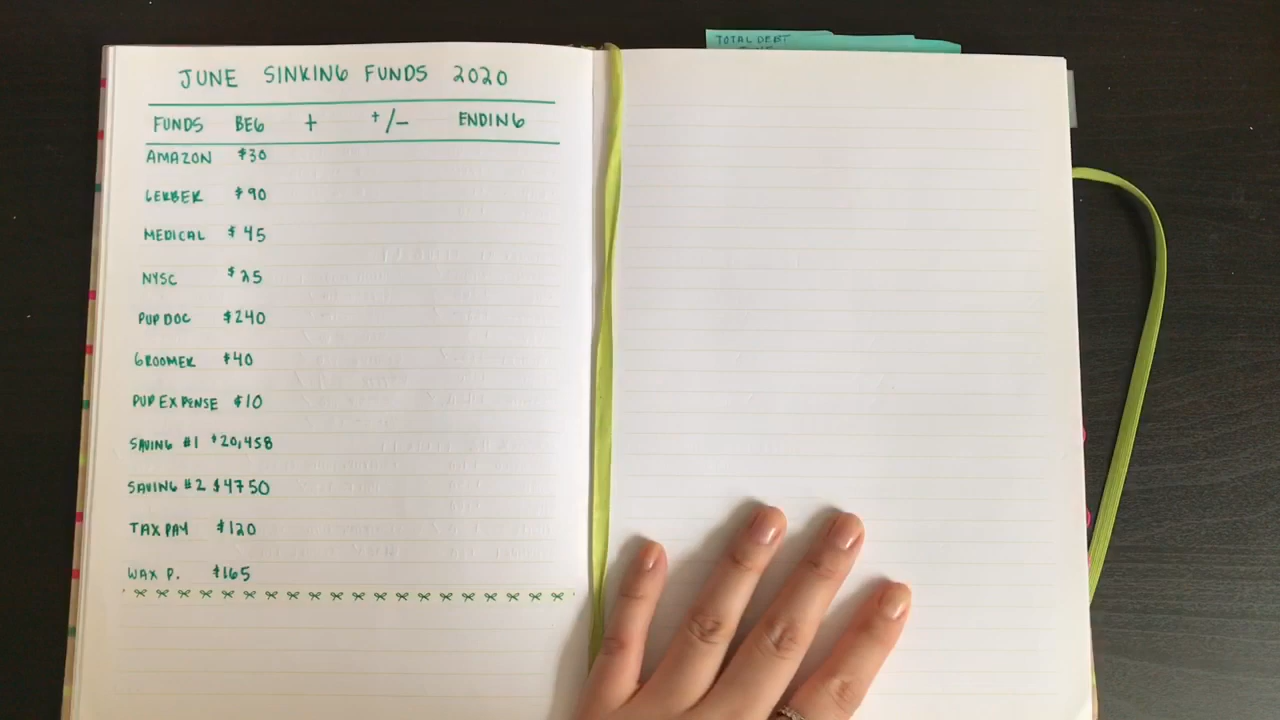 TOTAL DEBT
JUNE SINKING FUNDS 2020
FUNDS BEG + +/- ENDING
AMAZON $30
GERBER $90
MEDICAL $45
NYSC $25
PUP DOC $240
GROOMER $40
PUP EXPENSE $10
SAVING #1 $20,458
SAVING #2 $4750
TAX PAY $120
WAX P. $165